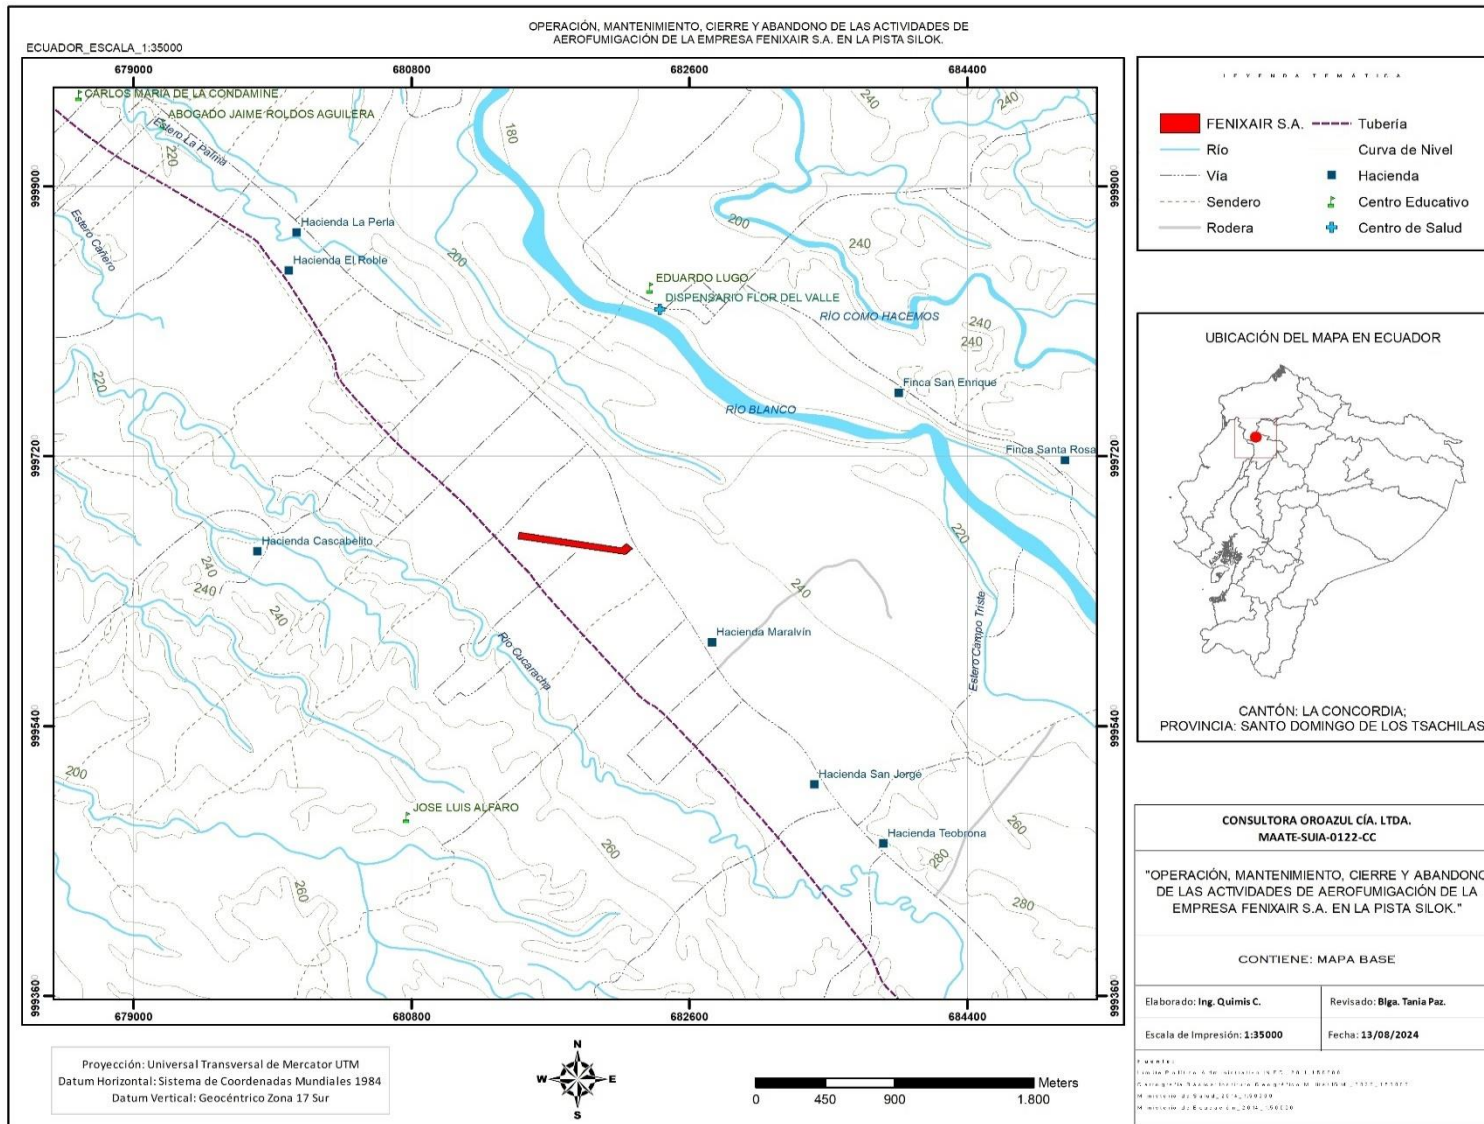 OPERACIÓN, MANTENIMIENTO, CIERRE Y ABANDONO DE LAS ACTIVIDADES DE
AEROFUMIGACIÓN DE LA EMPRESA FENIXAIR S.A. EN LA PISTA SILOK.
ECUADOR_ESCALA_1:35000
679000
680800
682600
684400
CARLOS MARIA DE LA CONDAMINE
ABOGADO JAIME ROLDOS AGUILERA
Estero La Palma
220
180
240
240
999900
999900
Estero Cañero
Hacienda La Perla
Hacienda El Roble
200
200
240
EDUARDO LUGO
DISPENSARIO FLOR DEL VALLE
RÍO COMO HACEMOS
240
240
220
Finca San Enrique
RÍO BLANCO
999720
Finca Santa Rosa
999720
220
Hacienda Cascabelito
240
240
240
240
Estero Campo Triste
Hacienda Maralvín
Río Cucaracha
999540
999540
200
Hacienda San Jorge
JOSE LUIS ALFARO
260
260
Hacienda Teobrona
280
260
280
999360
999360
679000
680800
682600
684400
LEYENDA TEMÁTICA
FENIXAIR S.A.
Tubería
Río
Curva de Nivel
Vía
Hacienda
Sendero
Centro Educativo
Rodera
Centro de Salud
UBICACIÓN DEL MAPA EN ECUADOR
CANTÓN: LA CONCORDIA;
PROVINCIA: SANTO DOMINGO DE LOS TSACHILAS
CONSULTORA OROAZUL CÍA. LTDA.
MAATE-SUIA-0122-CC
"OPERACIÓN, MANTENIMIENTO, CIERRE Y ABANDONO
DE LAS ACTIVIDADES DE AEROFUMIGACIÓN DE LA
EMPRESA FENIXAIR S.A. EN LA PISTA SILOK."
CONTIENE: MAPA BASE
Elaborado: Ing. Quimis C.
Revisado: Blga. Tania Paz.
Escala de Impresión: 1:35000
Fecha: 13/08/2024
Proyección: Universal Transversal de Mercator UTM
Datum Horizontal: Sistema de Coordenadas Mundiales 1984
Datum Vertical: Geocéntrico Zona 17 Sur
N
W
E
S
Meters
0
450
900
1.800